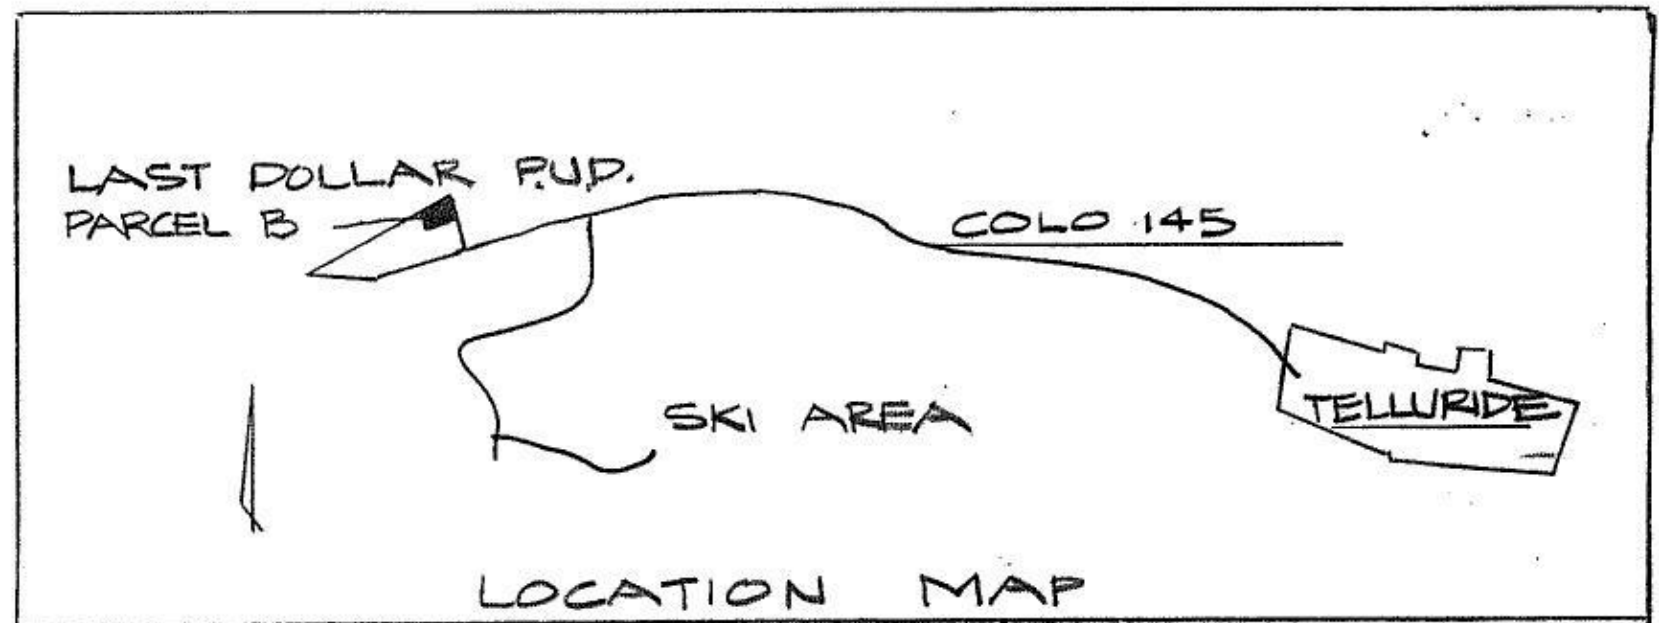 LAST DOLLAR P.U.D.
PARCEL B
COLO 145
SKI AREA
TELLURIDE
LOCATION MAP